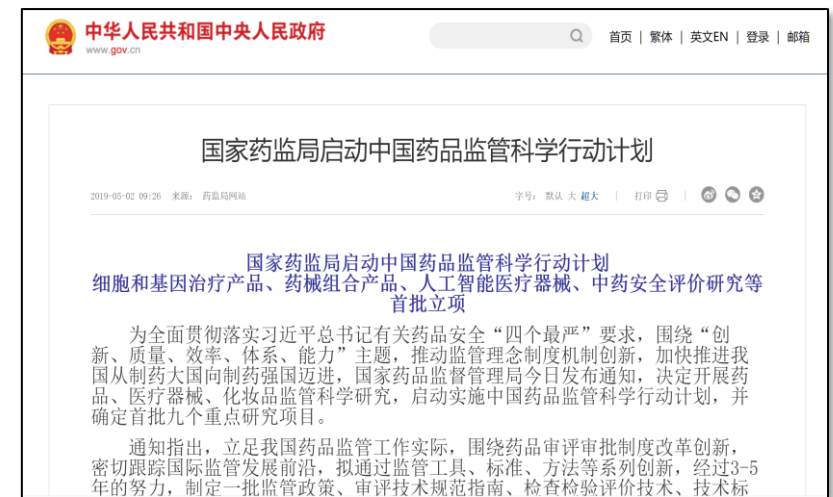 中华人民共和国中央人民政府
www.gov.cn
首页 | 繁体 | 英文EN | 登录 | 邮箱
国家药监局启动中国药品监管科学行动计划
2019-05-02 09:26 来源: 药监局网站
字号: 默认 大 超大 | 打印 |
国家药监局启动中国药品监管科学行动计划
细胞和基因治疗产品、药械组合产品、人工智能医疗器械、中药安全评价研究等
首批立项
为全面贯彻落实习近平总书记有关药品安全“四个最严”要求，围绕“创
新、质量、效率、体系、能力”主题，推动监管理念制度机制创新，加快推进我
国从制药大国向制药强国迈进，国家药品监督管理局今日发布通知，决定开展药
品、医疗器械、化妆品监管科学研究，启动实施中国药品监管科学行动计划，并
确定首批九个重点研究项目。
通知指出，立足我国药品监管工作实际，围绕药品审评审批制度改革创新，
密切跟踪国际监管发展前沿，拟通过监管工具、标准、方法等系列创新，经过3-5
年的努力，制定一批监管政策、审评技术规范指南、检查检验评价技术、技术标